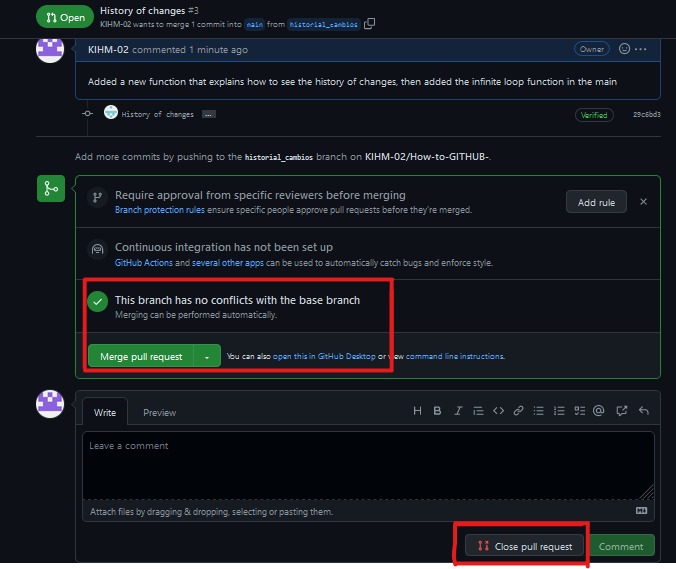 Open
History of changes #3
KIHM-02 wants to merge 1 commit into main from historial_cambios
KIHM-02 commented 1 minute ago
Owner
Added a new function that explains how to see the history of changes, then added the infinite loop function in the main
History of changes ...
Verified
29c6bd3
Add more commits by pushing to the historial_cambios branch on KIHM-02/How-to-GITHUB-.
Require approval from specific reviewers before merging
Branch protection rules ensure specific people approve pull requests before they're merged.
Add rule
Continuous integration has not been set up
GitHub Actions and several other apps can be used to automatically catch bugs and enforce style.
This branch has no conflicts with the base branch
Merging can be performed automatically.
Merge pull request
You can also open this in GitHub Desktop or view command line instructions.
Write
Preview
Leave a comment
Attach files by dragging & dropping, selecting or pasting them.
Close pull request
Comment